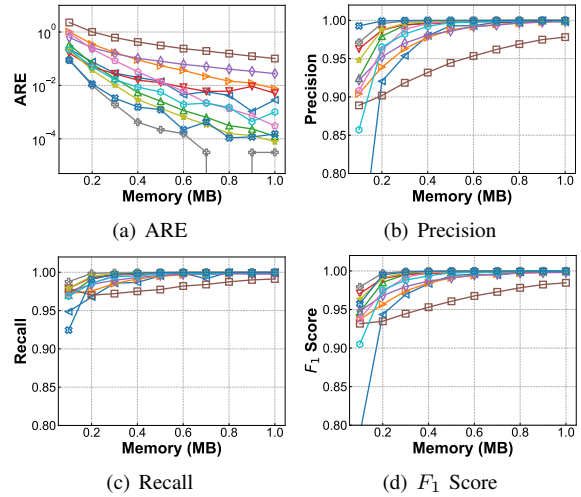 ARE
10^0
10^-2
10^-4
0.2 0.4 0.6 0.8 1.0
Memory (MB)
(a) ARE
Precision
1.00
0.95
0.90
0.85
0.80
0.2 0.4 0.6 0.8 1.0
Memory (MB)
(b) Precision
Recall
1.00
0.95
0.90
0.85
0.80
0.2 0.4 0.6 0.8 1.0
Memory (MB)
(c) Recall
F₁ Score
1.00
0.95
0.90
0.85
0.80
0.2 0.4 0.6 0.8 1.0
Memory (MB)
(d) F₁ Score